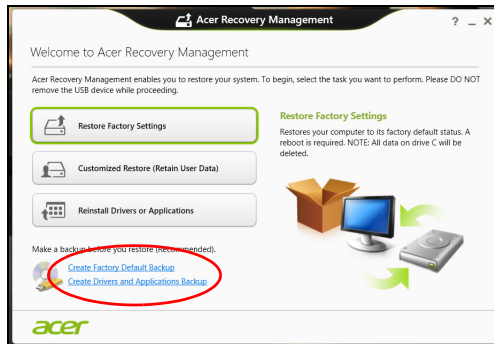 Acer Recovery Management
? _ X
Welcome to Acer Recovery Management
Acer Recovery Management enables you to restore your system. To begin, select the task you want to perform. Please DO NOT
remove the USB device while proceeding.
Restore Factory Settings
Customized Restore (Retain User Data)
Reinstall Drivers or Applications
Restore Factory Settings
Restores your computer to its factory default status. A
reboot is required. NOTE: All data on drive C will be
deleted.
Make a backup before you restore (Recommended).
Create Factory Default Backup
Create Drivers and Applications Backup
acer